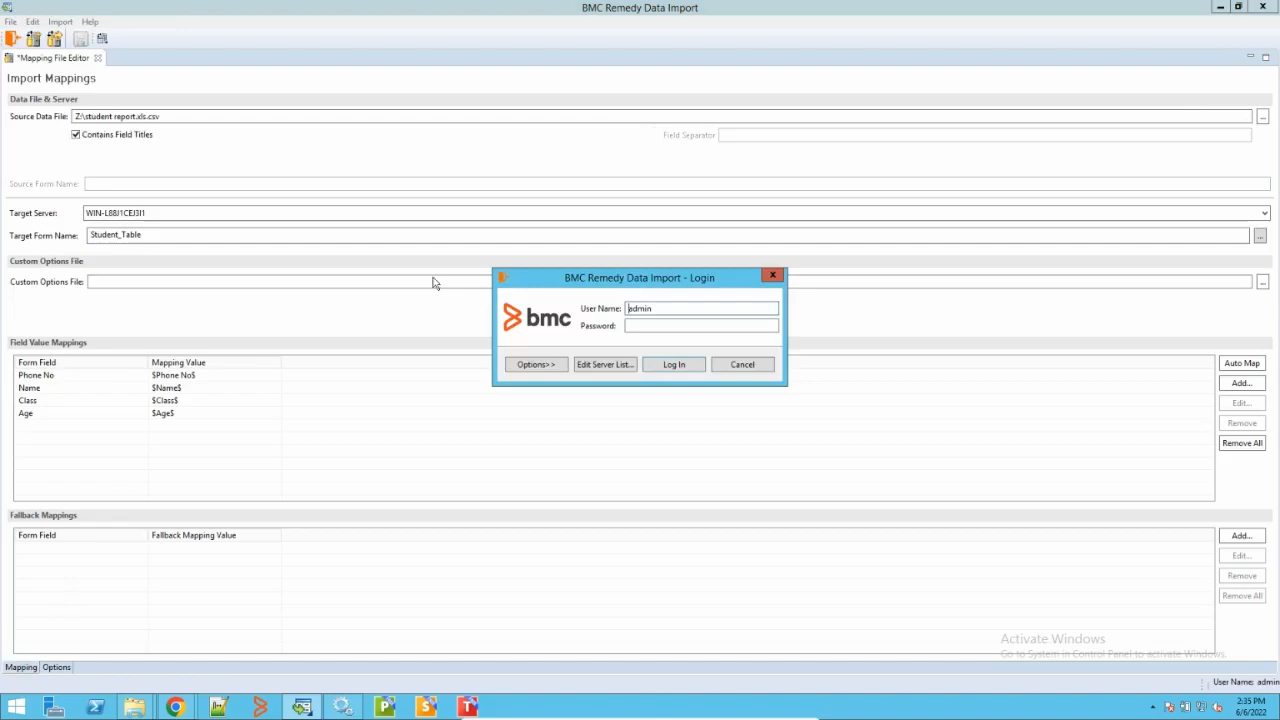 BMC Remedy Data Import
File Edit Import Help
*Mapping File Editor
Import Mappings
Data File & Server
Source Data File: Z:\student report.xls.csv
...
Contains Field Titles
Field Separator
Source Form Name:
Target Server: WIN-L88J1CEJ3I1
Target Form Name: Student_Table
...
Custom Options File
Custom Options File:
...
BMC Remedy Data Import - Login
bmc
User Name: admin
Password:
Options>> Edit Server List... Log In Cancel
Field Value Mappings
Form Field Mapping Value
Phone No $Phone No$
Name $Name$
Class $Class$
Age $Age$
Auto Map
Add...
Edit...
Remove
Remove All
Fallback Mappings
Form Field Fallback Mapping Value
Add...
Edit...
Remove
Remove All
Activate Windows
Go to System in Control Panel to activate Windows.
Mapping Options
User Name: admin
P S
2:35 PM
6/6/2022